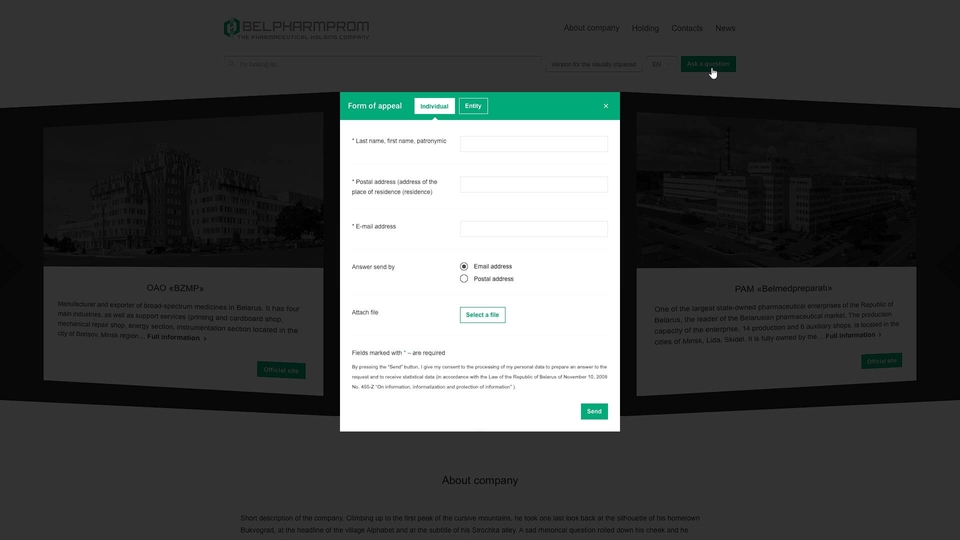 BELPHARMPROM
THE PHARMACEUTICAL HOLDING COMPANY
About company
Holding
Contacts
News
Version for the visually impaired
EN
Ask a question
Form of appeal
Individual
Entity
×
* Last name, first name, patronymic
* Postal address (address of the
place of residence (residence)
* E-mail address
Answer send by
Email address
Postal address
Attach file
Select a file
Fields marked with * – are required
By pressing the "Send" button, I give my consent to the processing of my personal data to prepare an answer to the
request and to receive statistical data (in accordance with the Law of the Republic of Belarus of November 10, 2008
No. 455-Z "On information, informatization and protection of information" ).
Send
ОАО «BZMP»
Manufacturer and exporter of broad-spectrum medicines in Belarus. It has four
main industries, as well as support services (printing and cardboard shop,
mechanical repair shop, energy section, instrumentation section located in the
city of Borisov, Minsk region ... Full information >
Official site
PAM «Belmedpreparati»
One of the largest state-owned pharmaceutical enterprises of the Republic of
Belarus, the leader of the Belarusian pharmaceutical market. The production
capacity of the enterprise, 14 production and 6 auxiliary shops, is located in the
cities of Minsk, Lida, Skidel. It is fully owned by the ... Full information >
Official site
About company
Short description of the company. Climbing up to the first peak of the cursive mountains, he took one last look back at the silhouette of his hometown
Bukvograd, at the headline of the village Alphabet and at the subtitle of his Strochka alley. A sad rhetorical question rolled down his cheek and he